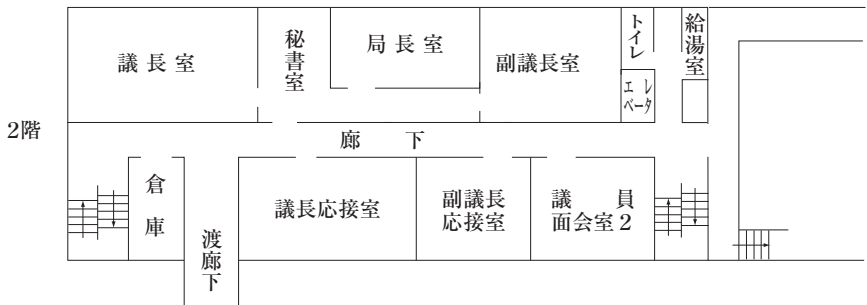 2階
議長室
秘書室
局長室
副議長室
トイレ
エレ
ベータ
給湯室
廊下
倉庫
渡廊下
議長応接室
副議長
応接室
議員
面会室2